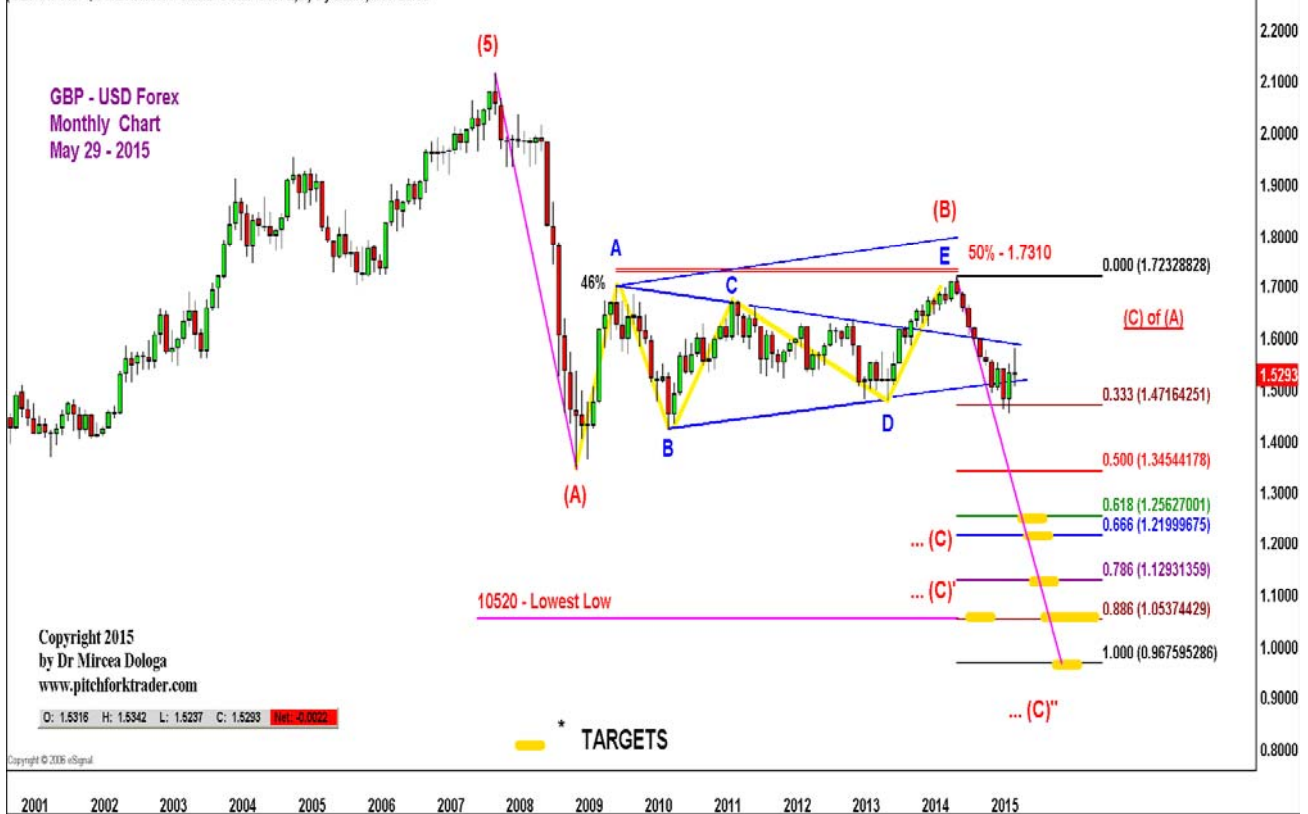 2.2000
(5)
2.1000
GBP - USD Forex
Monthly Chart
May 29 - 2015
2.0000
1.9000
(B)
1.8000
A
E
50% - 1.7310
0.000 (1.72328828)
46%
C
1.7000
(C) of (A)
1.6000
1.5293
1.5000
0.333 (1.47164251)
D
B
1.4000
0.500 (1.34544178)
(A)
1.3000
0.618 (1.25627001)
0.666 (1.21999675)
... (C)
1.2000
0.786 (1.12931359)
... (C)'
1.1000
10520 - Lowest Low
0.886 (1.05374429)
Copyright 2015
by Dr Mircea Dologa
www.pitchforktrader.com
1.0000
1.000 (0.967595286)
0.9000
... (C)"
O: 1.5316 H: 1.5342 L: 1.5237 C: 1.5293 Net: -0.0022
* TARGETS
0.8000
Copyright © 2006 eSignal
2001 2002 2003 2004 2005 2006 2007 2008 2009 2010 2011 2012 2013 2014 2015